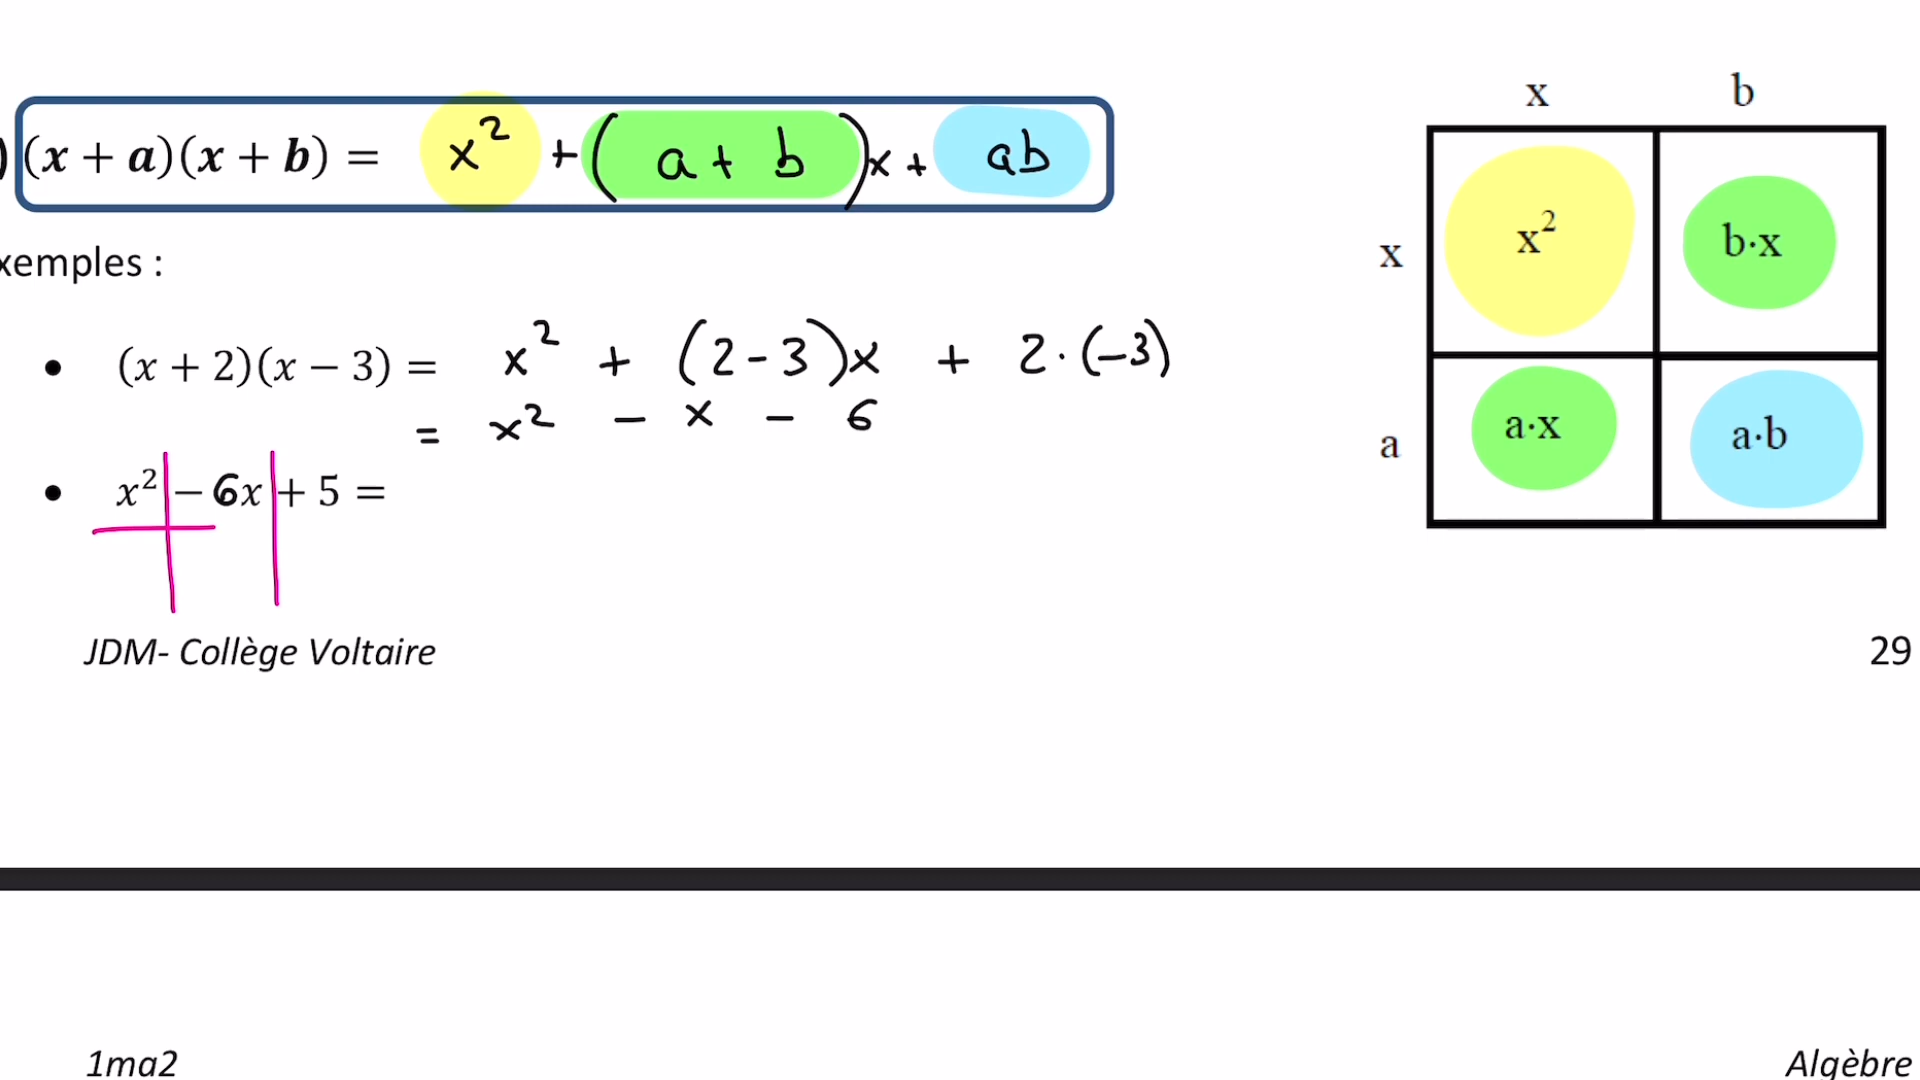 ) (x + a)(x + b) = x² + (a + b)x + ab
xemples :
• (x + 2)(x − 3) = x² + (2 - 3)x + 2 · (-3)
= x² - x - 6
• x² − 6x + 5 =
x b
x x² b·x
a a·x a·b
JDM- Collège Voltaire 29
1ma2 Algèbre